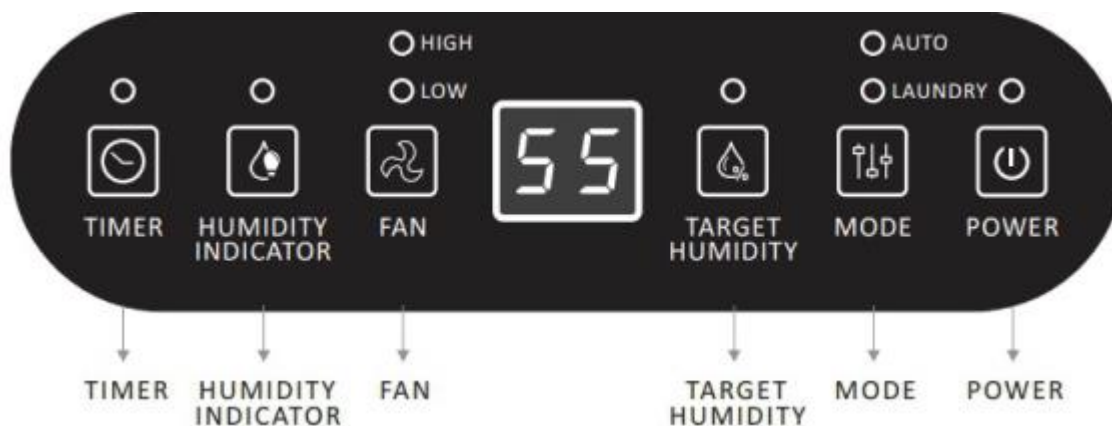 HIGH
AUTO
LOW
LAUNDRY
55
TIMER
HUMIDITY
INDICATOR
FAN
TARGET
HUMIDITY
MODE
POWER
TIMER
HUMIDITY
INDICATOR
FAN
TARGET
HUMIDITY
MODE
POWER